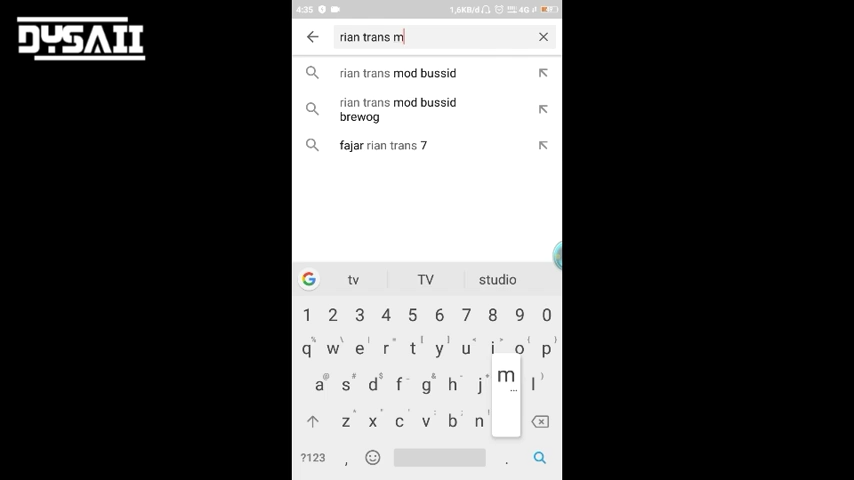 DYSAII
4:35 1,6KB/d 4G
rian trans m
rian trans mod bussid
rian trans mod bussid
brewog
fajar rian trans 7
G tv TV studio
1 2 3 4 5 6 7 8 9 0
q w e r t y u i o p
a s d f g h j m l
z x c v b n
?123 , .